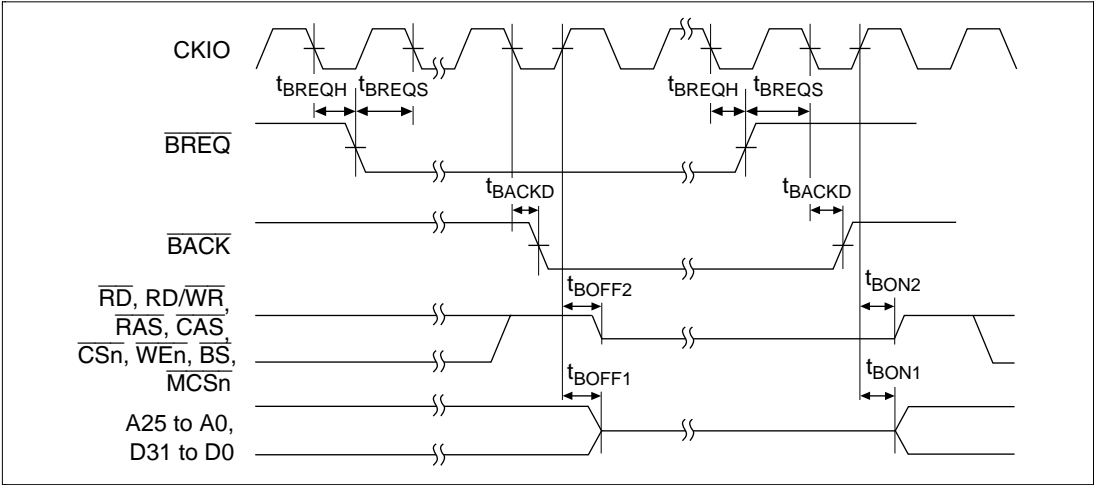 CKIO
tBREQH tBREQS tBREQH tBREQS
BREQ
tBACKD tBACKD
BACK
tBOFF2 tBON2
RD, RD/WR,
RAS, CAS,
CSn, WEn, BS,
MCSn
tBOFF1 tBON1
A25 to A0,
D31 to D0